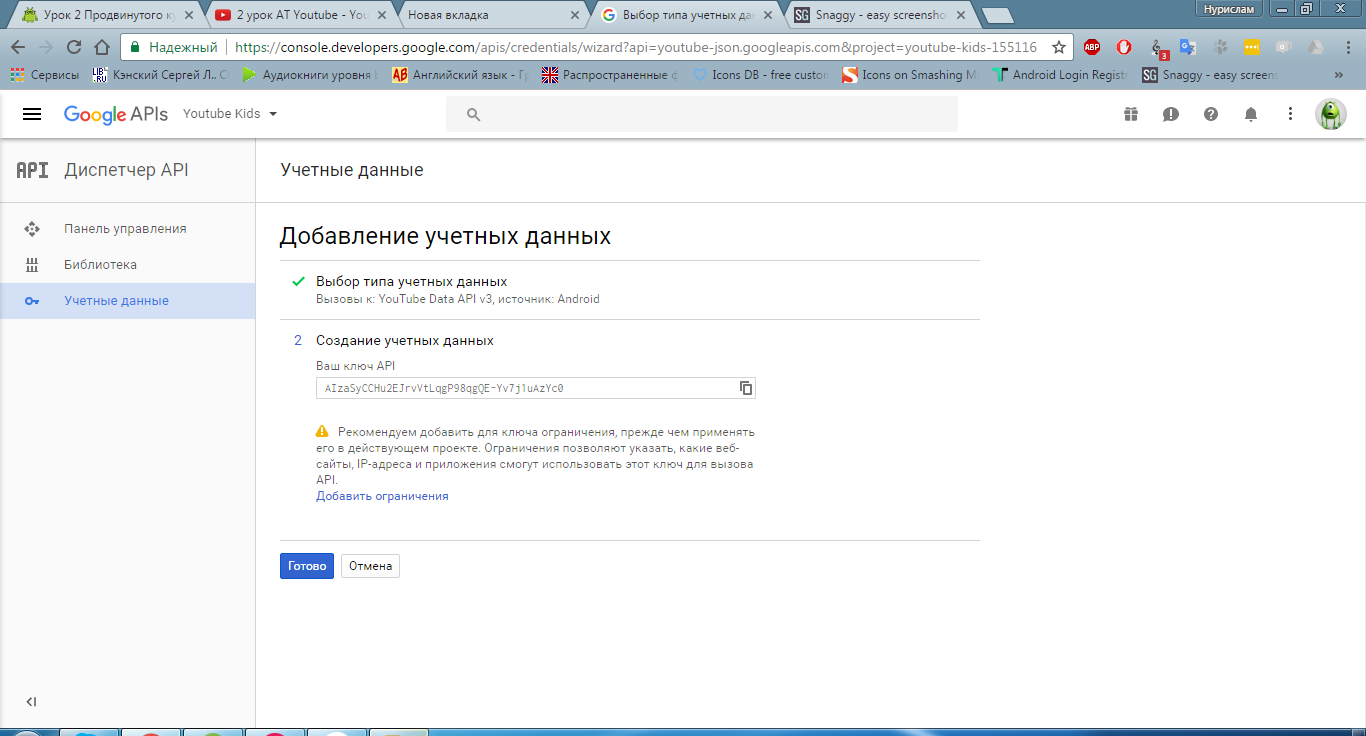 Урок 2 Продвинутого ку
2 урок AT Youtube - You
Новая вкладка
Выбор типа учетных дан
Snaggy - easy screensho
Нурислам
Надежный
https://console.developers.google.com/apis/credentials/wizard?api=youtube-json.googleapis.com&project=youtube-kids-155116
ABP
3
Сервисы
Кэнский Сергей Л.. С
Аудиокниги уровня
Английский язык - Гр
Распространенные ф
Icons DB - free custom
Icons on Smashing M
Android Login Registr
SG
Snaggy - easy screens
»
Google APIs
Youtube Kids
API
Диспетчер API
Учетные данные
Панель управления
Библиотека
Учетные данные
Добавление учетных данных
Выбор типа учетных данных
Вызовы к: YouTube Data API v3, источник: Android
2
Создание учетных данных
Ваш ключ API
AIzaSyCCHu2EJrvVtLqgP98qgQE-Yv7j1uAzYc0
Рекомендуем добавить для ключа ограничения, прежде чем применять
его в действующем проекте. Ограничения позволяют указать, какие веб-
сайты, IP-адреса и приложения смогут использовать этот ключ для вызова
API.
Добавить ограничения
Готово
Отмена